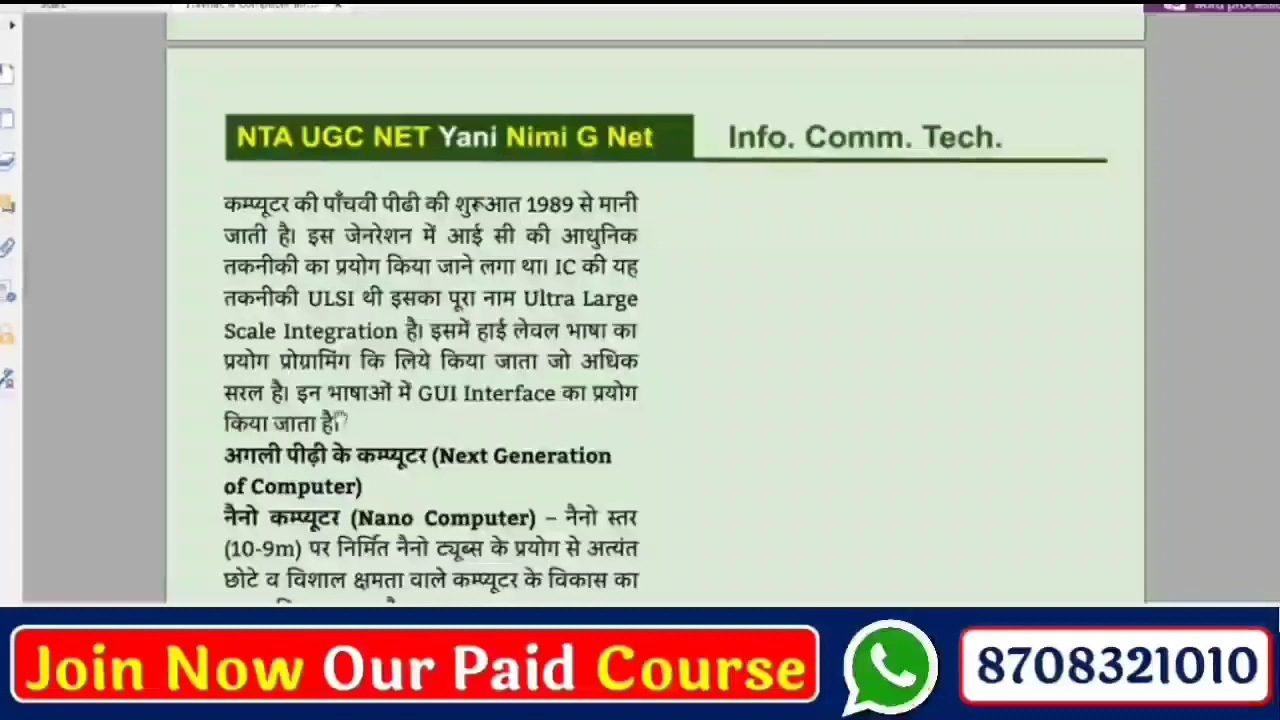 NTA UGC NET Yani Nimi G Net
Info. Comm. Tech.
कम्प्यूटर की पाँचवी पीढी की शुरूआत 1989 से मानी
जाती है। इस जेनरेशन में आई सी की आधुनिक
तकनीकी का प्रयोग किया जाने लगा था। IC की यह
तकनीकी ULSI थी इसका पूरा नाम Ultra Large
Scale Integration है। इसमें हाई लेवल भाषा का
प्रयोग प्रोग्रामिंग कि लिये किया जाता जो अधिक
सरल है। इन भाषाओं में GUI Interface का प्रयोग
किया जाता है।
अगली पीढ़ी के कम्प्यूटर (Next Generation
of Computer)
नैनो कम्प्यूटर (Nano Computer) – नैनो स्तर
(10-9m) पर निर्मित नैनो ट्यूब्स के प्रयोग से अत्यंत
छोटे व विशाल क्षमता वाले कम्प्यूटर के विकास का
Join Now Our Paid Course
8708321010